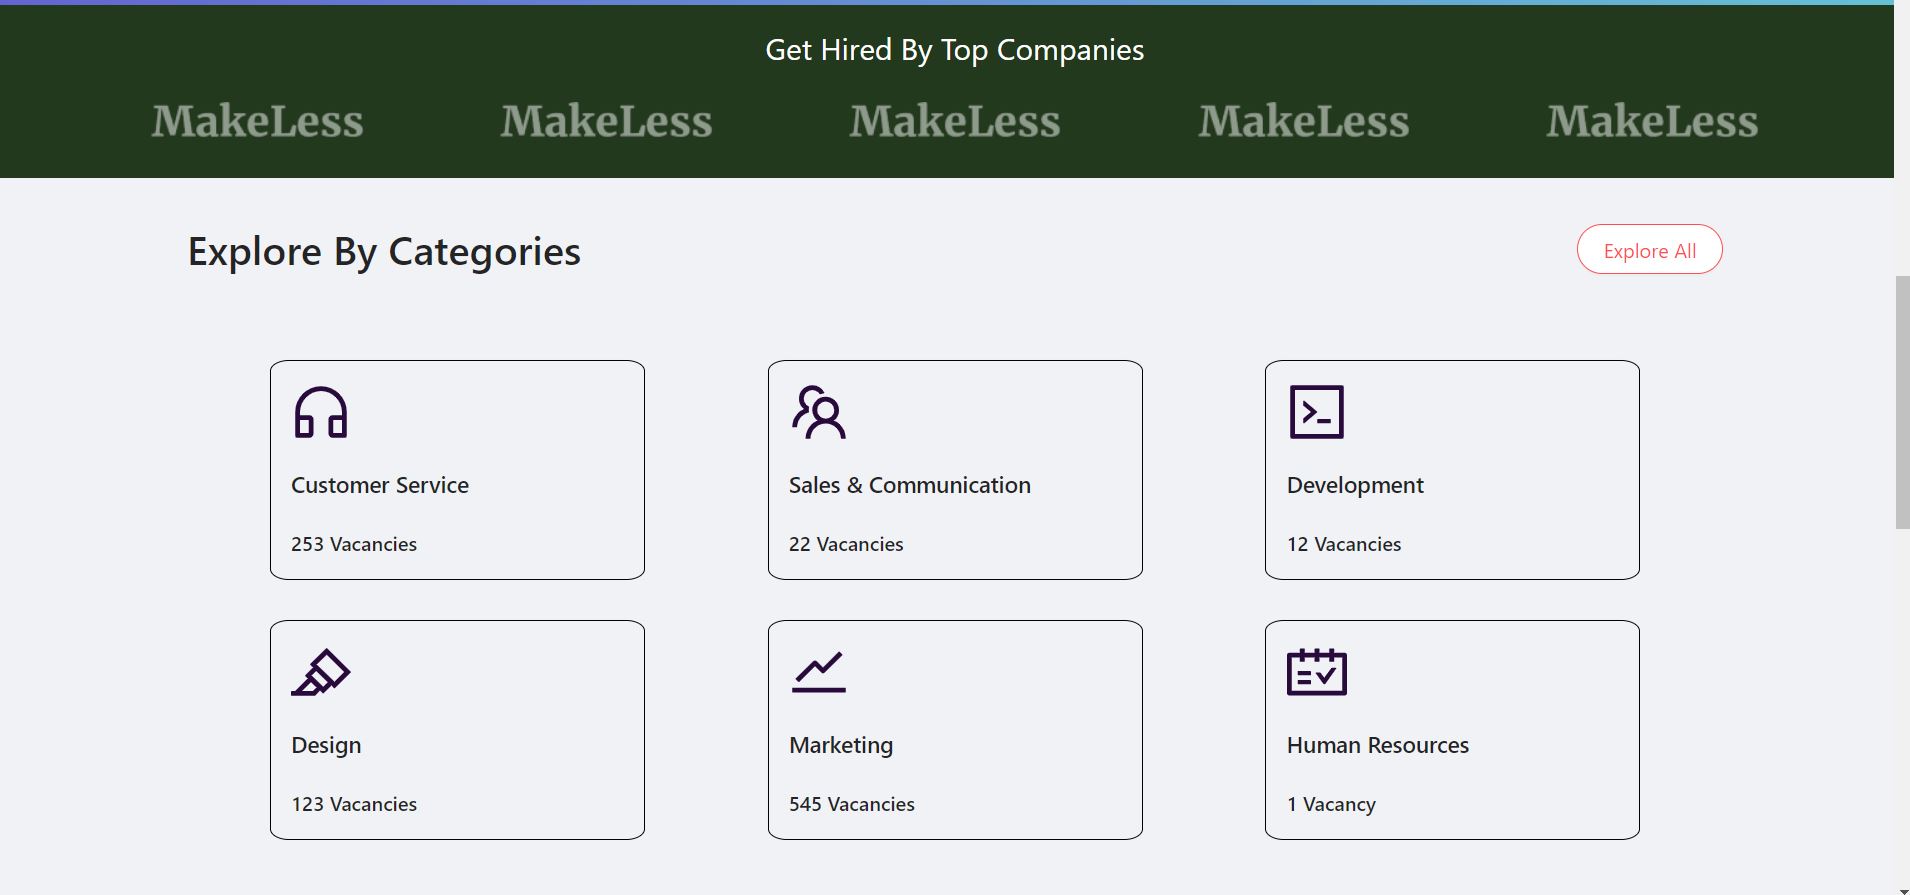 Get Hired By Top Companies
MakeLess MakeLess MakeLess MakeLess MakeLess
Explore By Categories
Explore All
Customer Service
253 Vacancies
Sales & Communication
22 Vacancies
Development
12 Vacancies
Design
123 Vacancies
Marketing
545 Vacancies
Human Resources
1 Vacancy